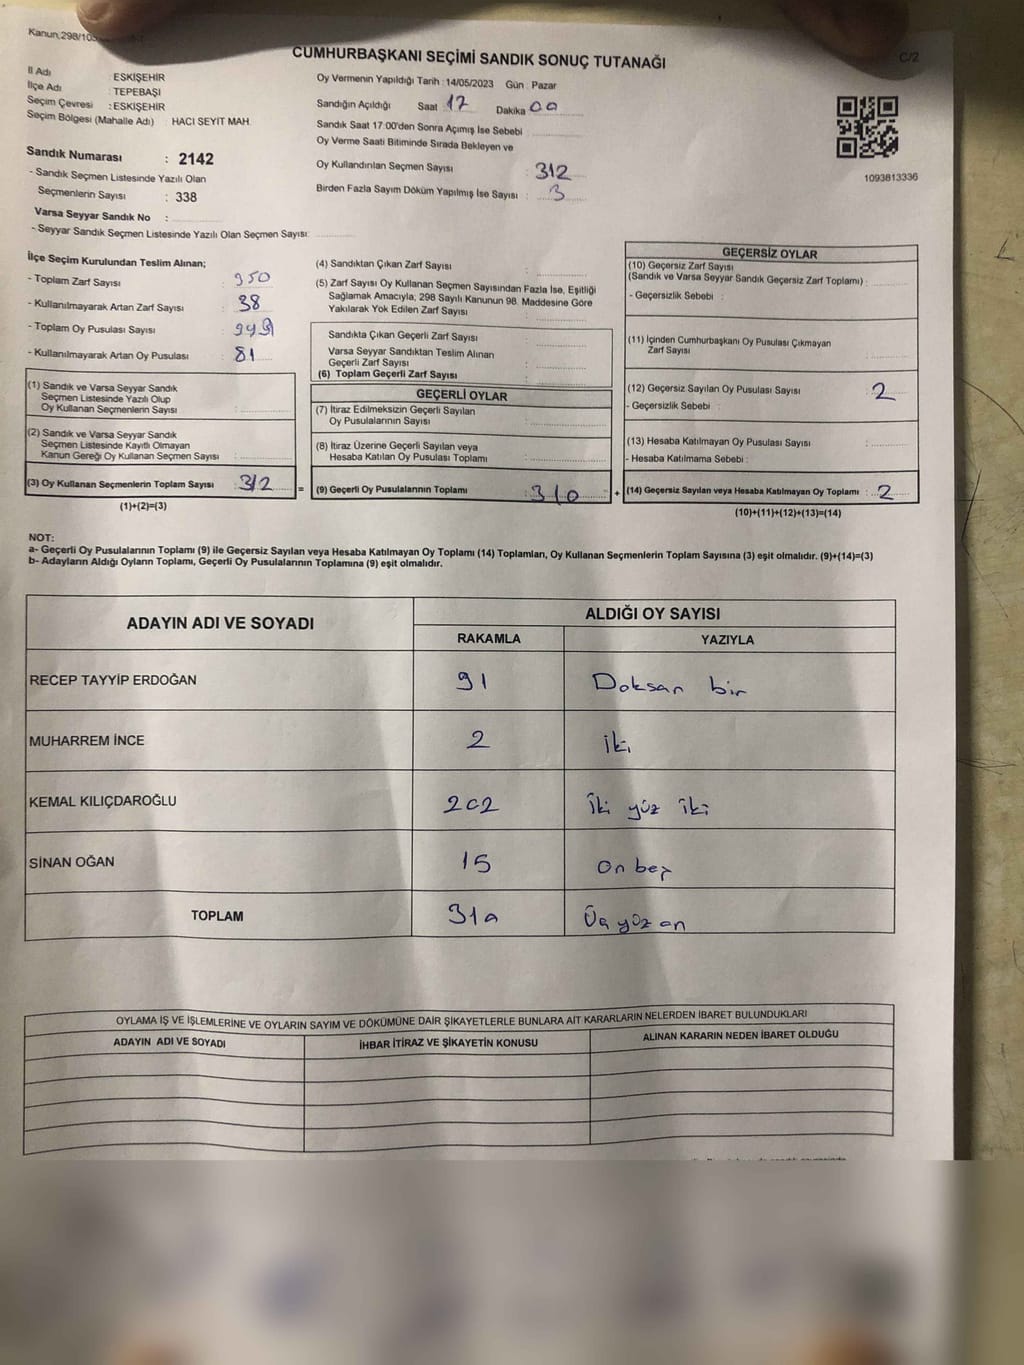 Kanun,298/105
CUMHURBAŞKANI SEÇİMİ SANDIK SONUÇ TUTANAĞI
C/2
İl Adı : ESKİŞEHİR
İlçe Adı : TEPEBAŞI
Seçim Çevresi : ESKİŞEHİR
Seçim Bölgesi (Mahalle Adı) : HACI SEYİT MAH.
Sandık Numarası : 2142
- Sandık Seçmen Listesinde Yazılı Olan
Seçmenlerin Sayısı : 338
Varsa Seyyar Sandık No :
- Seyyar Sandık Seçmen Listesinde Yazılı Olan Seçmen Sayısı:
Oy Vermenin Yapıldığı Tarih : 14/05/2023 Gün : Pazar
Sandığın Açıldığı Saat : 17 Dakika : 00
Sandık Saat 17:00'den Sonra Açımış İse Sebebi :
Oy Verme Saati Bitiminde Sırada Bekleyen ve
Oy Kullandırılan Seçmen Sayısı : 312
Birden Fazla Sayım Döküm Yapılmış İse Sayısı : 3
1093813336
İlçe Seçim Kurulundan Teslim Alınan;
- Toplam Zarf Sayısı : 350
- Kullanılmayarak Artan Zarf Sayısı : 38
- Toplam Oy Pusulası Sayısı :
- Kullanılmayarak Artan Oy Pusulası : 81
(1) Sandık ve Varsa Seyyar Sandık
Seçmen Listesinde Yazılı Olup
Oy Kullanan Seçmenlerin Sayısı :
(2) Sandık ve Varsa Seyyar Sandık
Seçmen Listesinde Kayıtlı Olmayan
Kanun Gereği Oy Kullanan Seçmen Sayısı :
(3) Oy Kullanan Seçmenlerin Toplam Sayısı : 312
(1)+(2)=(3)
=
(4) Sandıktan Çıkan Zarf Sayısı :
(5) Zarf Sayısı Oy Kullanan Seçmen Sayısından Fazla İse, Eşitliği
Sağlamak Amacıyla; 298 Sayılı Kanunun 98. Maddesine Göre
Yakılarak Yok Edilen Zarf Sayısı :
Sandıkta Çıkan Geçerli Zarf Sayısı :
Varsa Seyyar Sandıktan Teslim Alınan
Geçerli Zarf Sayısı :
(6) Toplam Geçerli Zarf Sayısı :
GEÇERLİ OYLAR
(7) İtiraz Edilmeksizin Geçerli Sayılan
Oy Pusulalarının Sayısı :
(8) İtiraz Üzerine Geçerli Sayılan veya
Hesaba Katılan Oy Pusulası Toplamı :
(9) Geçerli Oy Pusulalarının Toplamı : 310
+
GEÇERSİZ OYLAR
(10) Geçersiz Zarf Sayısı
(Sandık ve Varsa Seyyar Sandık Geçersiz Zarf Toplamı) :
- Geçersizlik Sebebi :
(11) İçinden Cumhurbaşkanı Oy Pusulası Çıkmayan
Zarf Sayısı :
(12) Geçersiz Sayılan Oy Pusulası Sayısı : 2
- Geçersizlik Sebebi :
(13) Hesaba Katılmayan Oy Pusulası Sayısı :
- Hesaba Katılmama Sebebi :
(14) Geçersiz Sayılan veya Hesaba Katılmayan Oy Toplamı : 2
(10)+(11)+(12)+(13)=(14)
NOT:
a- Geçerli Oy Pusulalarının Toplamı (9) ile Geçersiz Sayılan veya Hesaba Katılmayan Oy Toplamı (14) Toplamları, Oy Kullanan Seçmenlerin Toplam Sayısına (3) eşit olmalıdır. (9)+(14)=(3)
b- Adayların Aldığı Oyların Toplamı, Geçerli Oy Pusulalarının Toplamına (9) eşit olmalıdır.
ADAYIN ADI VE SOYADI ALDIĞI OY SAYISI
RAKAMLA YAZIYLA
RECEP TAYYİP ERDOĞAN 91 Doksan bir
MUHARREM İNCE 2 iki
KEMAL KILIÇDAROĞLU 202 İki yüz iki
SİNAN OĞAN 15 On beş
TOPLAM 310 Üç yüz on
OYLAMA İŞ VE İŞLEMLERİNE VE OYLARIN SAYIM VE DÖKÜMÜNE DAİR ŞİKAYETLERLE BUNLARA AİT KARARLARIN NELERDEN İBARET BULUNDUKLARI
ADAYIN ADI VE SOYADI İHBAR İTİRAZ VE ŞİKAYETİN KONUSU ALINAN KARARIN NEDEN İBARET OLDUĞU